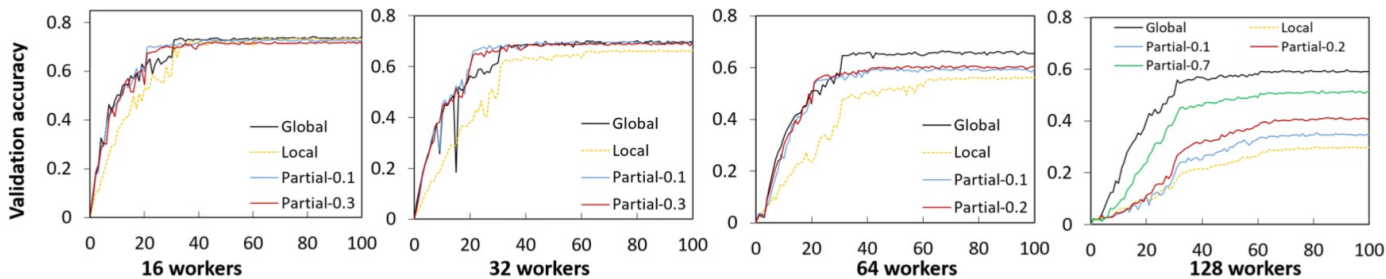 Validation accuracy
0.8
0.6
0.4
0.2
0
Global
Local
Partial-0.1
Partial-0.3
0 20 40 60 80 100
16 workers
0.8
0.6
0.4
0.2
0
Global
Local
Partial-0.1
Partial-0.3
0 20 40 60 80 100
32 workers
0.8
0.6
0.4
0.2
0
Global
Local
Partial-0.1
Partial-0.2
0 20 40 60 80 100
64 workers
0.8
0.6
0.4
0.2
0
Global Local
Partial-0.1 Partial-0.2
Partial-0.7
0 20 40 60 80 100
128 workers